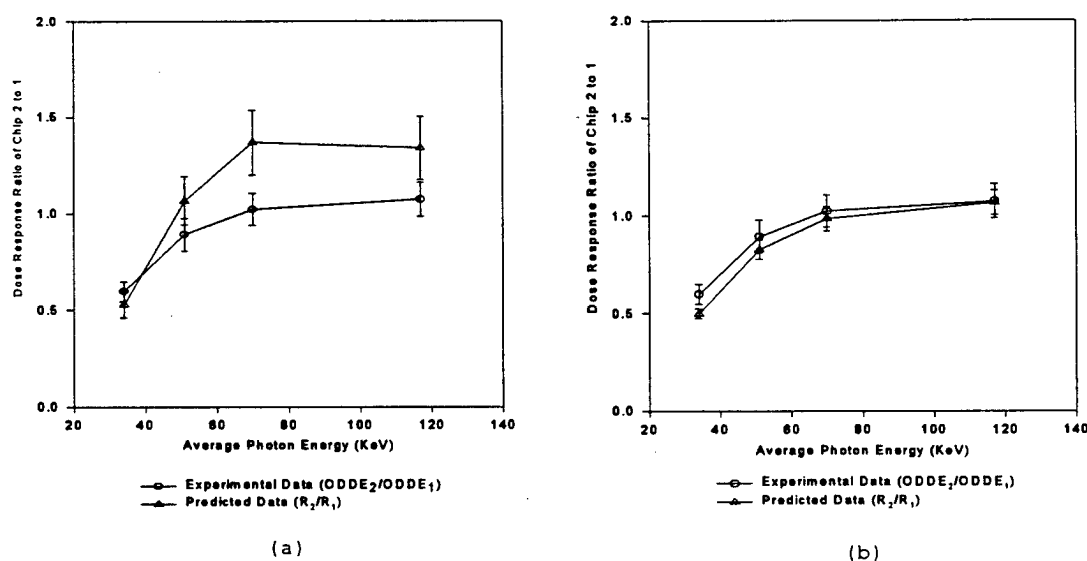 Dose Response Ratio of Chip 2 to 1
2.0
1.5
1.0
0.5
0.0
20 40 60 80 100 120 140
Average Photon Energy (KeV)
Experimental Data (ODDE₂/ODDE₁)
Predicted Data (R₂/R₁)
(a)
Dose Response Ratio of Chip 2 to 1
2.0
1.5
1.0
0.5
0.0
20 40 60 80 100 120 140
Average Photon Energy (KeV)
Experimental Data (ODDE₂/ODDE₁)
Predicted Data (R₂/R₁)
(b)